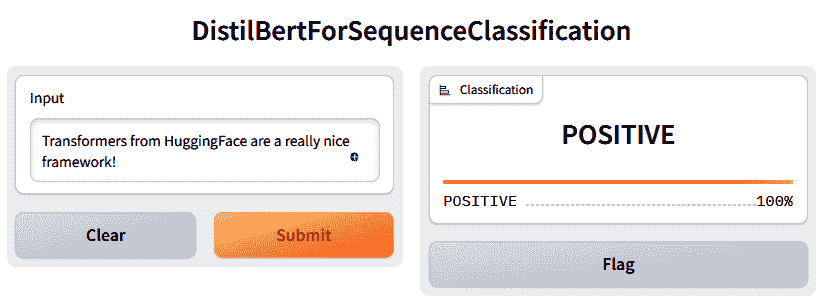 DistilBertForSequenceClassification
Input
Transformers from HuggingFace are a really nice
framework!
Clear
Submit
Classification
POSITIVE
POSITIVE 100%
Flag